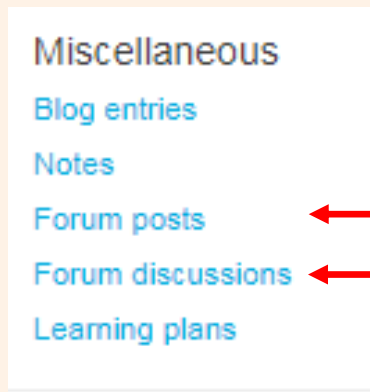 Miscellaneous
Blog entries
Notes
Forum posts
Forum discussions
Learning plans